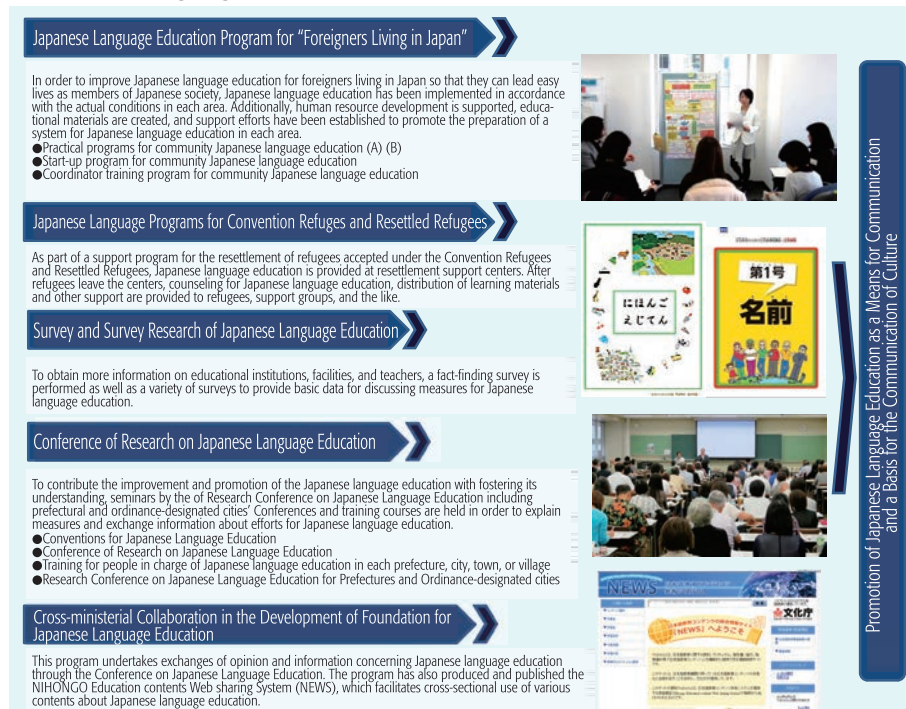 Japanese Language Education Program for “Foreigners Living in Japan”
In order to improve Japanese language education for foreigners living in Japan so that they can lead easy
lives as members of Japanese society, Japanese language education has been implemented in accordance
with the actual conditions in each area. Additionally, human resource development is supported, educa-
tional materials are created, and support efforts have been established to promote the preparation of a
system for Japanese language education in each area.
●Practical programs for community Japanese language education (A) (B)
●Start-up program for community Japanese language education
●Coordinator training program for community Japanese language education
Japanese Language Programs for Convention Refuges and Resettled Refugees
As part of a support program for the resettlement of refugees accepted under the Convention Refugees
and Resettled Refugees, Japanese language education is provided at resettlement support centers. After
refugees leave the centers, counseling for Japanese language education, distribution of learning materials
and other support are provided to refugees, support groups, and the like.
にほんご
えじてん
第1号
名前
Survey and Survey Research of Japanese Language Education
To obtain more information on educational institutions, facilities, and teachers, a fact-finding survey is
performed as well as a variety of surveys to provide basic data for discussing measures for Japanese
language education.
Conference of Research on Japanese Language Education
To contribute the improvement and promotion of the Japanese language education with fostering its
understanding, seminars by the of Research Conference on Japanese Language Education including
prefectural and ordinance-designated cities’ Conferences and training courses are held in order to explain
measures and exchange information about efforts for Japanese language education.
●Conventions for Japanese Language Education
●Conference of Research on Japanese Language Education
●Training for people in charge of Japanese language education in each prefecture, city, town, or village
●Research Conference on Japanese Language Education for Prefectures and Ordinance-designated cities
Cross-ministerial Collaboration in the Development of Foundation for
Japanese Language Education
This program undertakes exchanges of opinion and information concerning Japanese language education
through the Conference on Japanese Language Education. The program has also produced and published the
NIHONGO Education contents Web sharing System (NEWS), which facilitates cross-sectional use of various
contents about Japanese language education.
NEWS
文化庁
「NEWS」へようこそ
Promotion of Japanese Language Education as a Means for Communication
and a Basis for the Communication of Culture